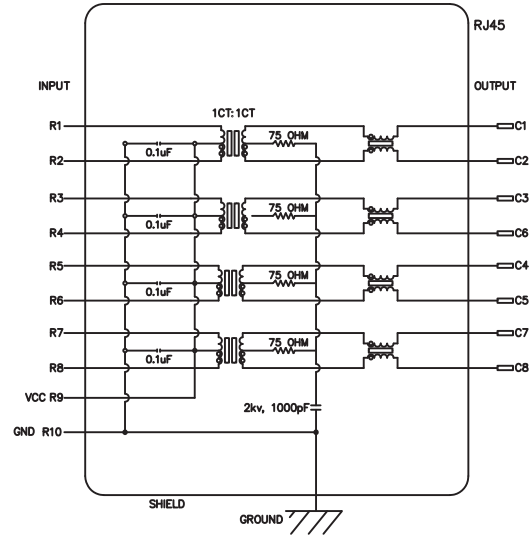 RJ45
INPUT
OUTPUT
1CT:1CT
R1
75 OHM
C1
0.1uF
R2
C2
R3
75 OHM
C3
0.1uF
R4
C6
R5
75 OHM
C4
0.1uF
R6
C5
R7
75 OHM
C7
0.1uF
R8
C8
VCC R9
2kv, 1000pF
GND R10
SHIELD
GROUND